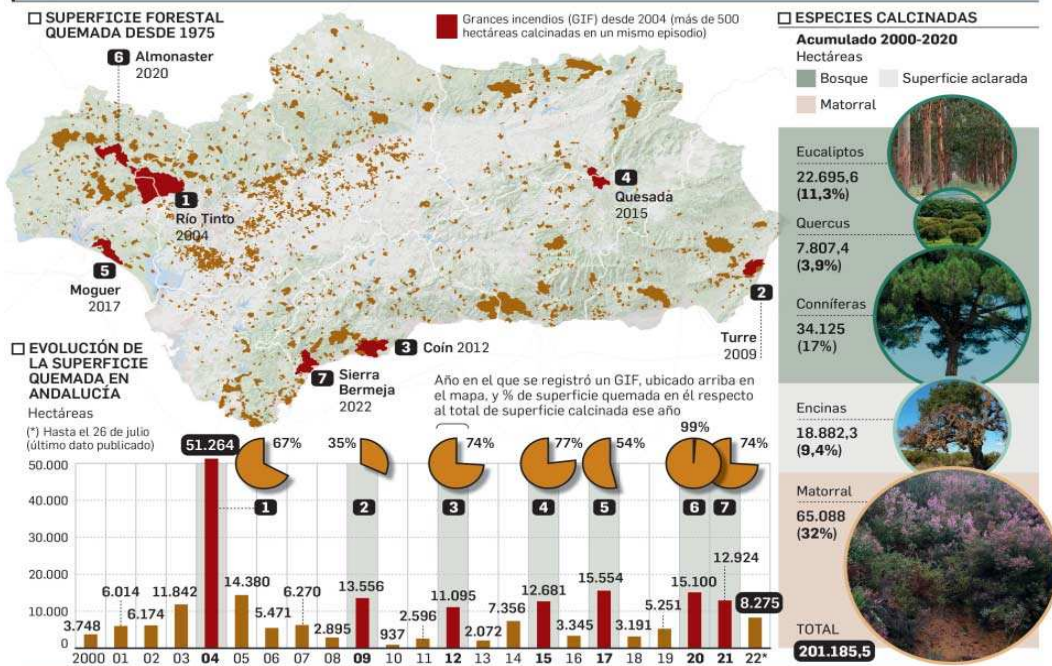 SUPERFICIE FORESTAL
QUEMADA DESDE 1975
Grances incendios (GIF) desde 2004 (más de 500
hectáreas calcinadas en un mismo episodio)
6 Almonaster
2020
1
Río Tinto
2004
5
Moguer
2017
4
Quesada
2015
2
Turre
2009
3 Coín 2012
7 Sierra
Bermeja
2022
EVOLUCIÓN DE
LA SUPERFICIE
QUEMADA EN
ANDALUCÍA
Hectáreas
(*) Hasta el 26 de julio
(último dato publicado)
Año en el que se registró un GIF, ubicado arriba en
el mapa, y % de superficie quemada en él respecto
al total de superficie calcinada ese año
67% 35% 74% 77% 54% 99% 74%
1 2 3 4 5 6 7
50.000
40.000
30.000
20.000
10.000
0
3.748 6.014 6.174 11.842 51.264 14.380 5.471 6.270 2.895 13.556 937 2.596 11.095 2.072 7.356 12.681 3.345 15.554 3.191 5.251 15.100 12.924 8.275
2000 01 02 03 04 05 06 07 08 09 10 11 12 13 14 15 16 17 18 19 20 21 22*
ESPECIES CALCINADAS
Acumulado 2000-2020
Hectáreas
Bosque Superficie aclarada
Matorral
Eucaliptos
22.695,6
(11,3%)
Quercus
7.807,4
(3,9%)
Conníferas
34.125
(17%)
Encinas
18.882,3
(9,4%)
Matorral
65.088
(32%)
TOTAL
201.185,5